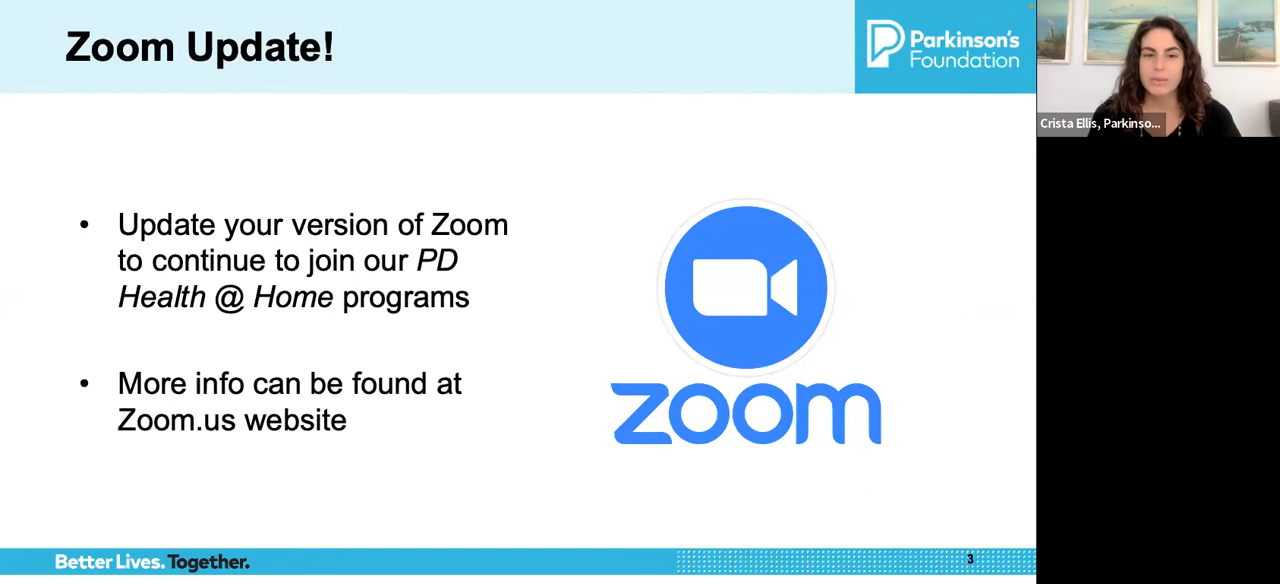 Zoom Update!
Parkinson's
Foundation
Crista Ellis, Parkinso...
• Update your version of Zoom
to continue to join our PD
Health @ Home programs
• More info can be found at
Zoom.us website
zoom
Better Lives. Together.
3